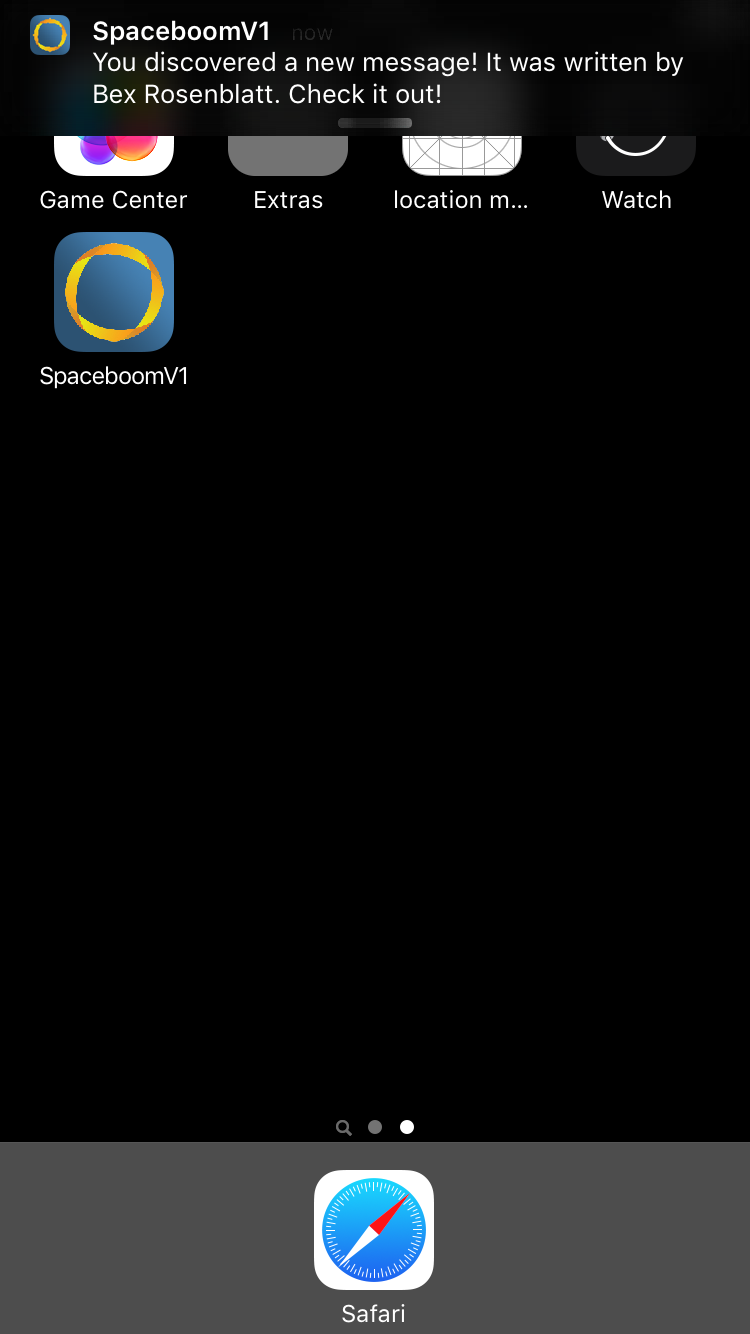 SpaceboomV1 now
You discovered a new message! It was written by
Bex Rosenblatt. Check it out!
Game Center Extras location m... Watch
SpaceboomV1
Safari